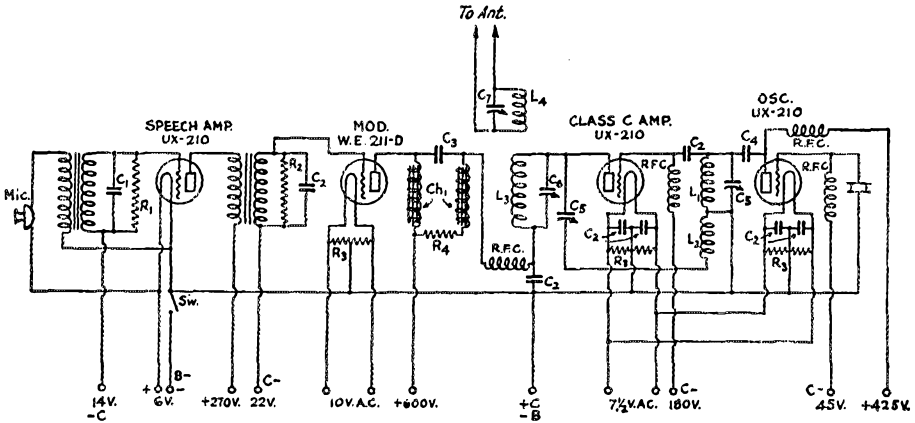 To Ant.
C7
L4
SPEECH AMP.
UX-210
MOD.
W.E. 211-D
CLASS C AMP.
UX-210
OSC.
UX-210
R.F.C.
Mic.
C1
R1
R2
C2
C3
Ch1
R4
R3
L3
C6
C5
R.F.C.
C2
R.F.C.
C2
C4
L1
C5
L2
R.F.C.
C2
R3
C2
R3
Sw.
14V.
-C
+
6V.
B-
-
+270V.
C-
22V.
10V.A.C.
+600V.
+C
-B
7½V.AC.
C-
180V.
C-
45V.
+425V.